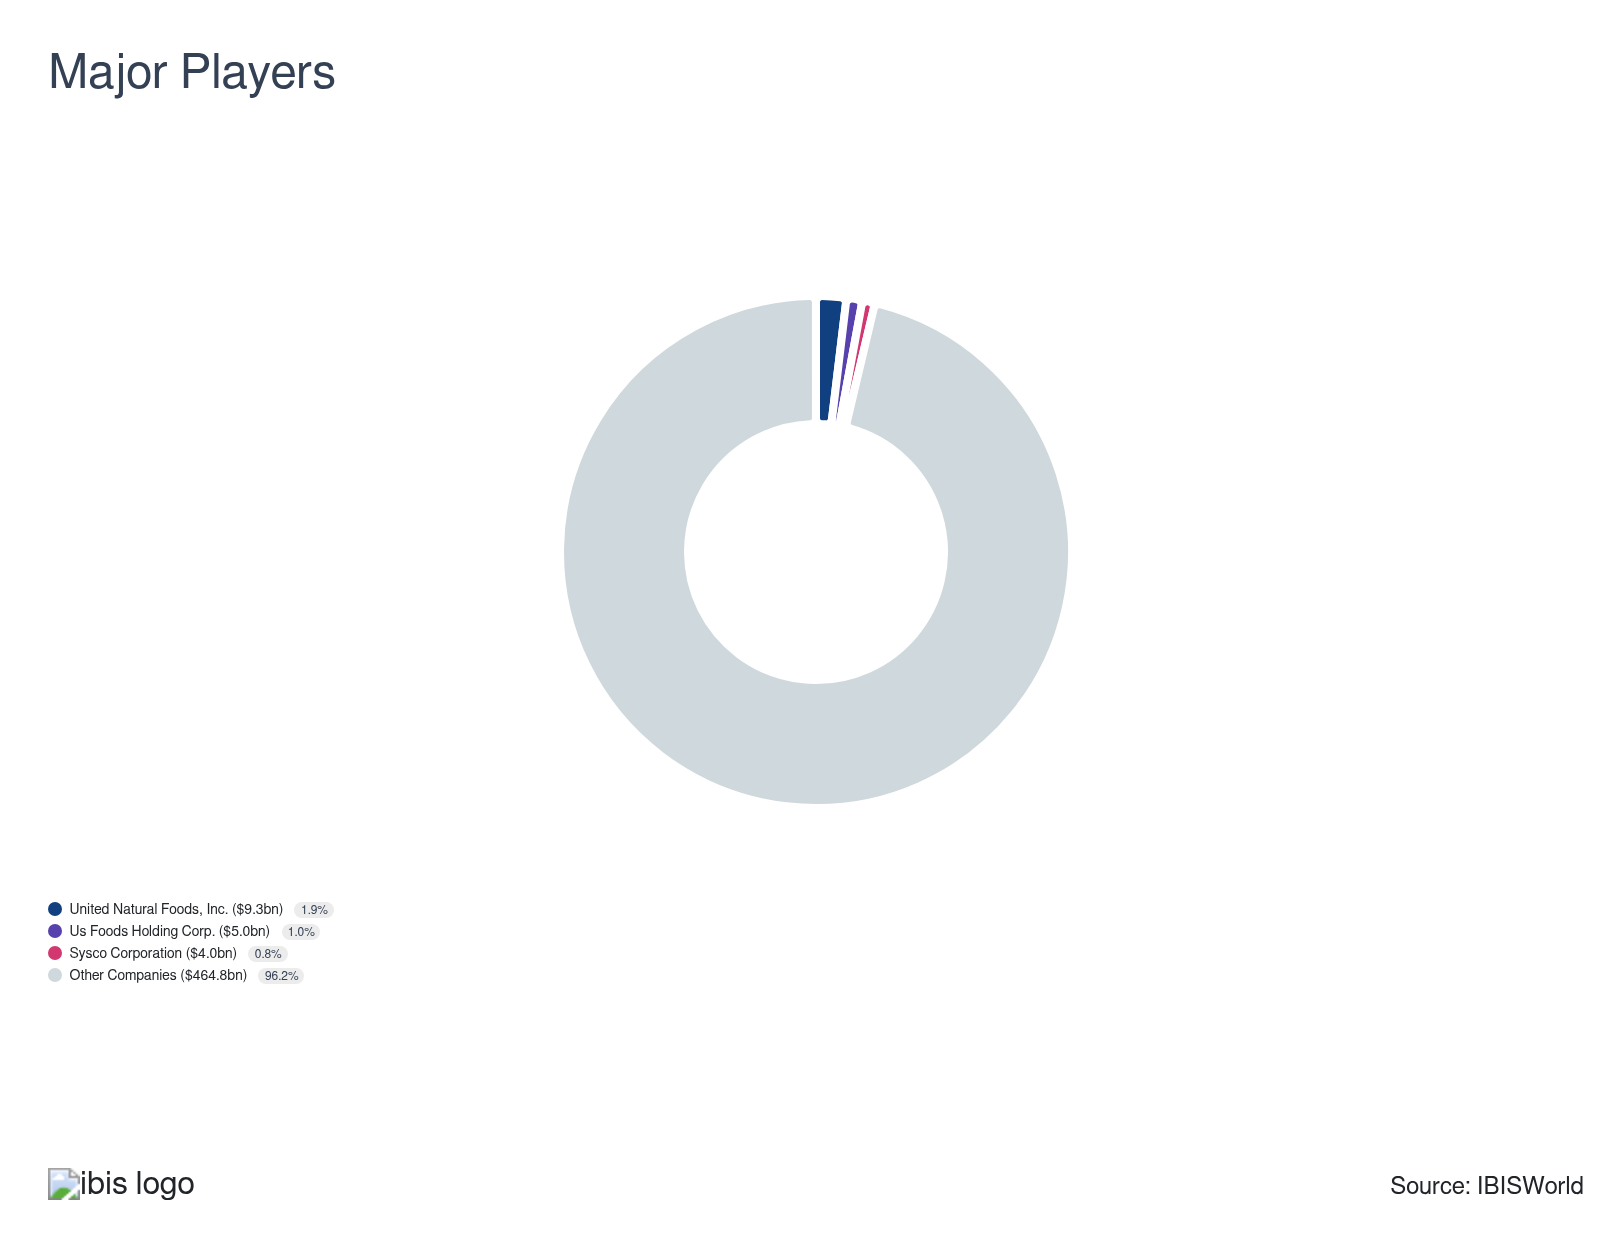 Major Players
United Natural Foods, Inc. ($9.3bn) 1.9%
Us Foods Holding Corp. ($5.0bn) 1.0%
Sysco Corporation ($4.0bn) 0.8%
Other Companies ($464.8bn) 96.2%
ibis logo
Source: IBISWorld